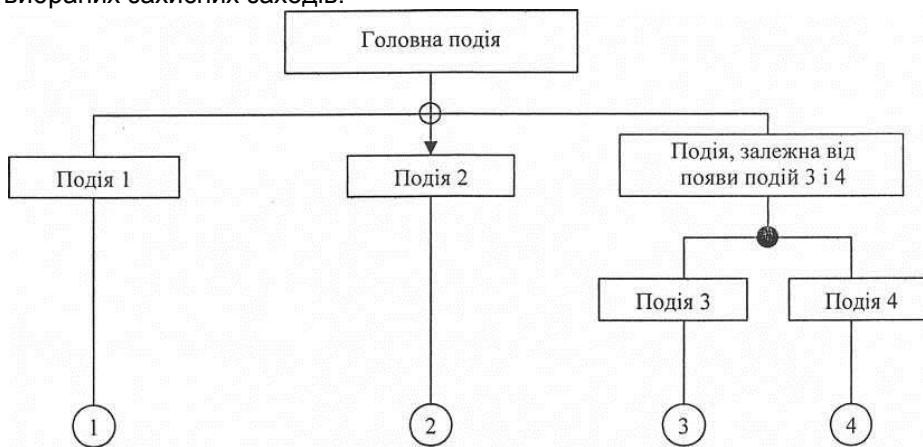 вибраних захисних заходів.
Головна подія
Подія 1
Подія 2
Подія, залежна від
появи подій 3 і 4
Подія 3
Подія 4
1
2
3
4